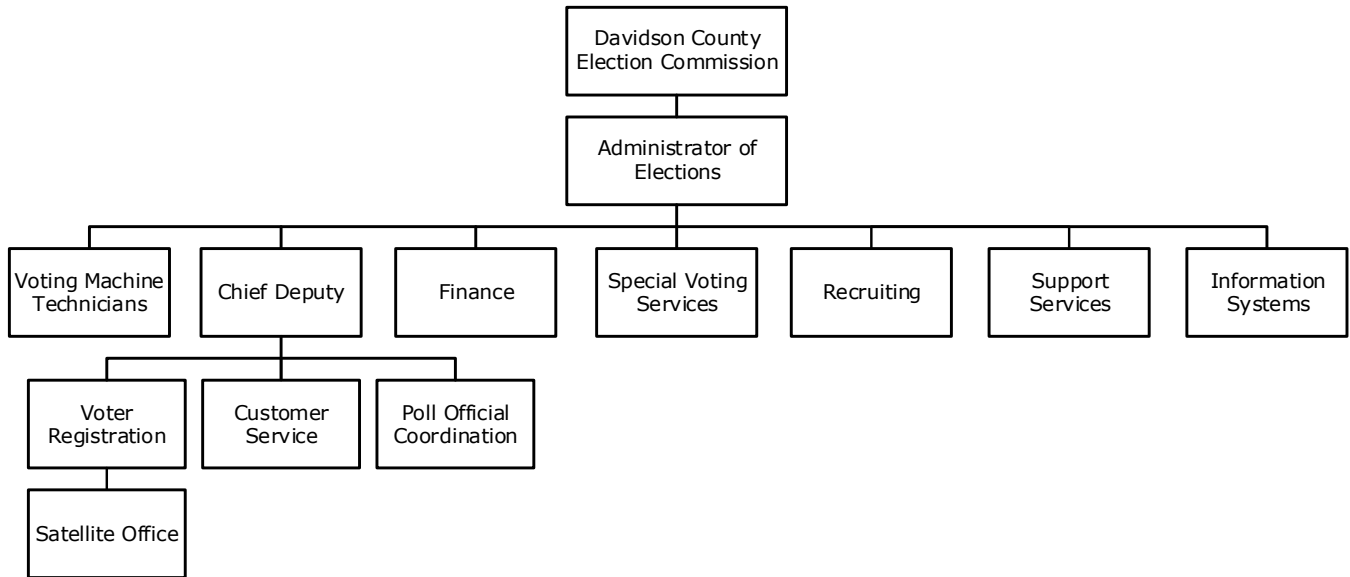 Davidson County
Election Commission
Administrator of
Elections
Voting Machine
Technicians
Chief Deputy
Finance
Special Voting
Services
Recruiting
Support
Services
Information
Systems
Voter
Registration
Customer
Service
Poll Official
Coordination
Satellite Office